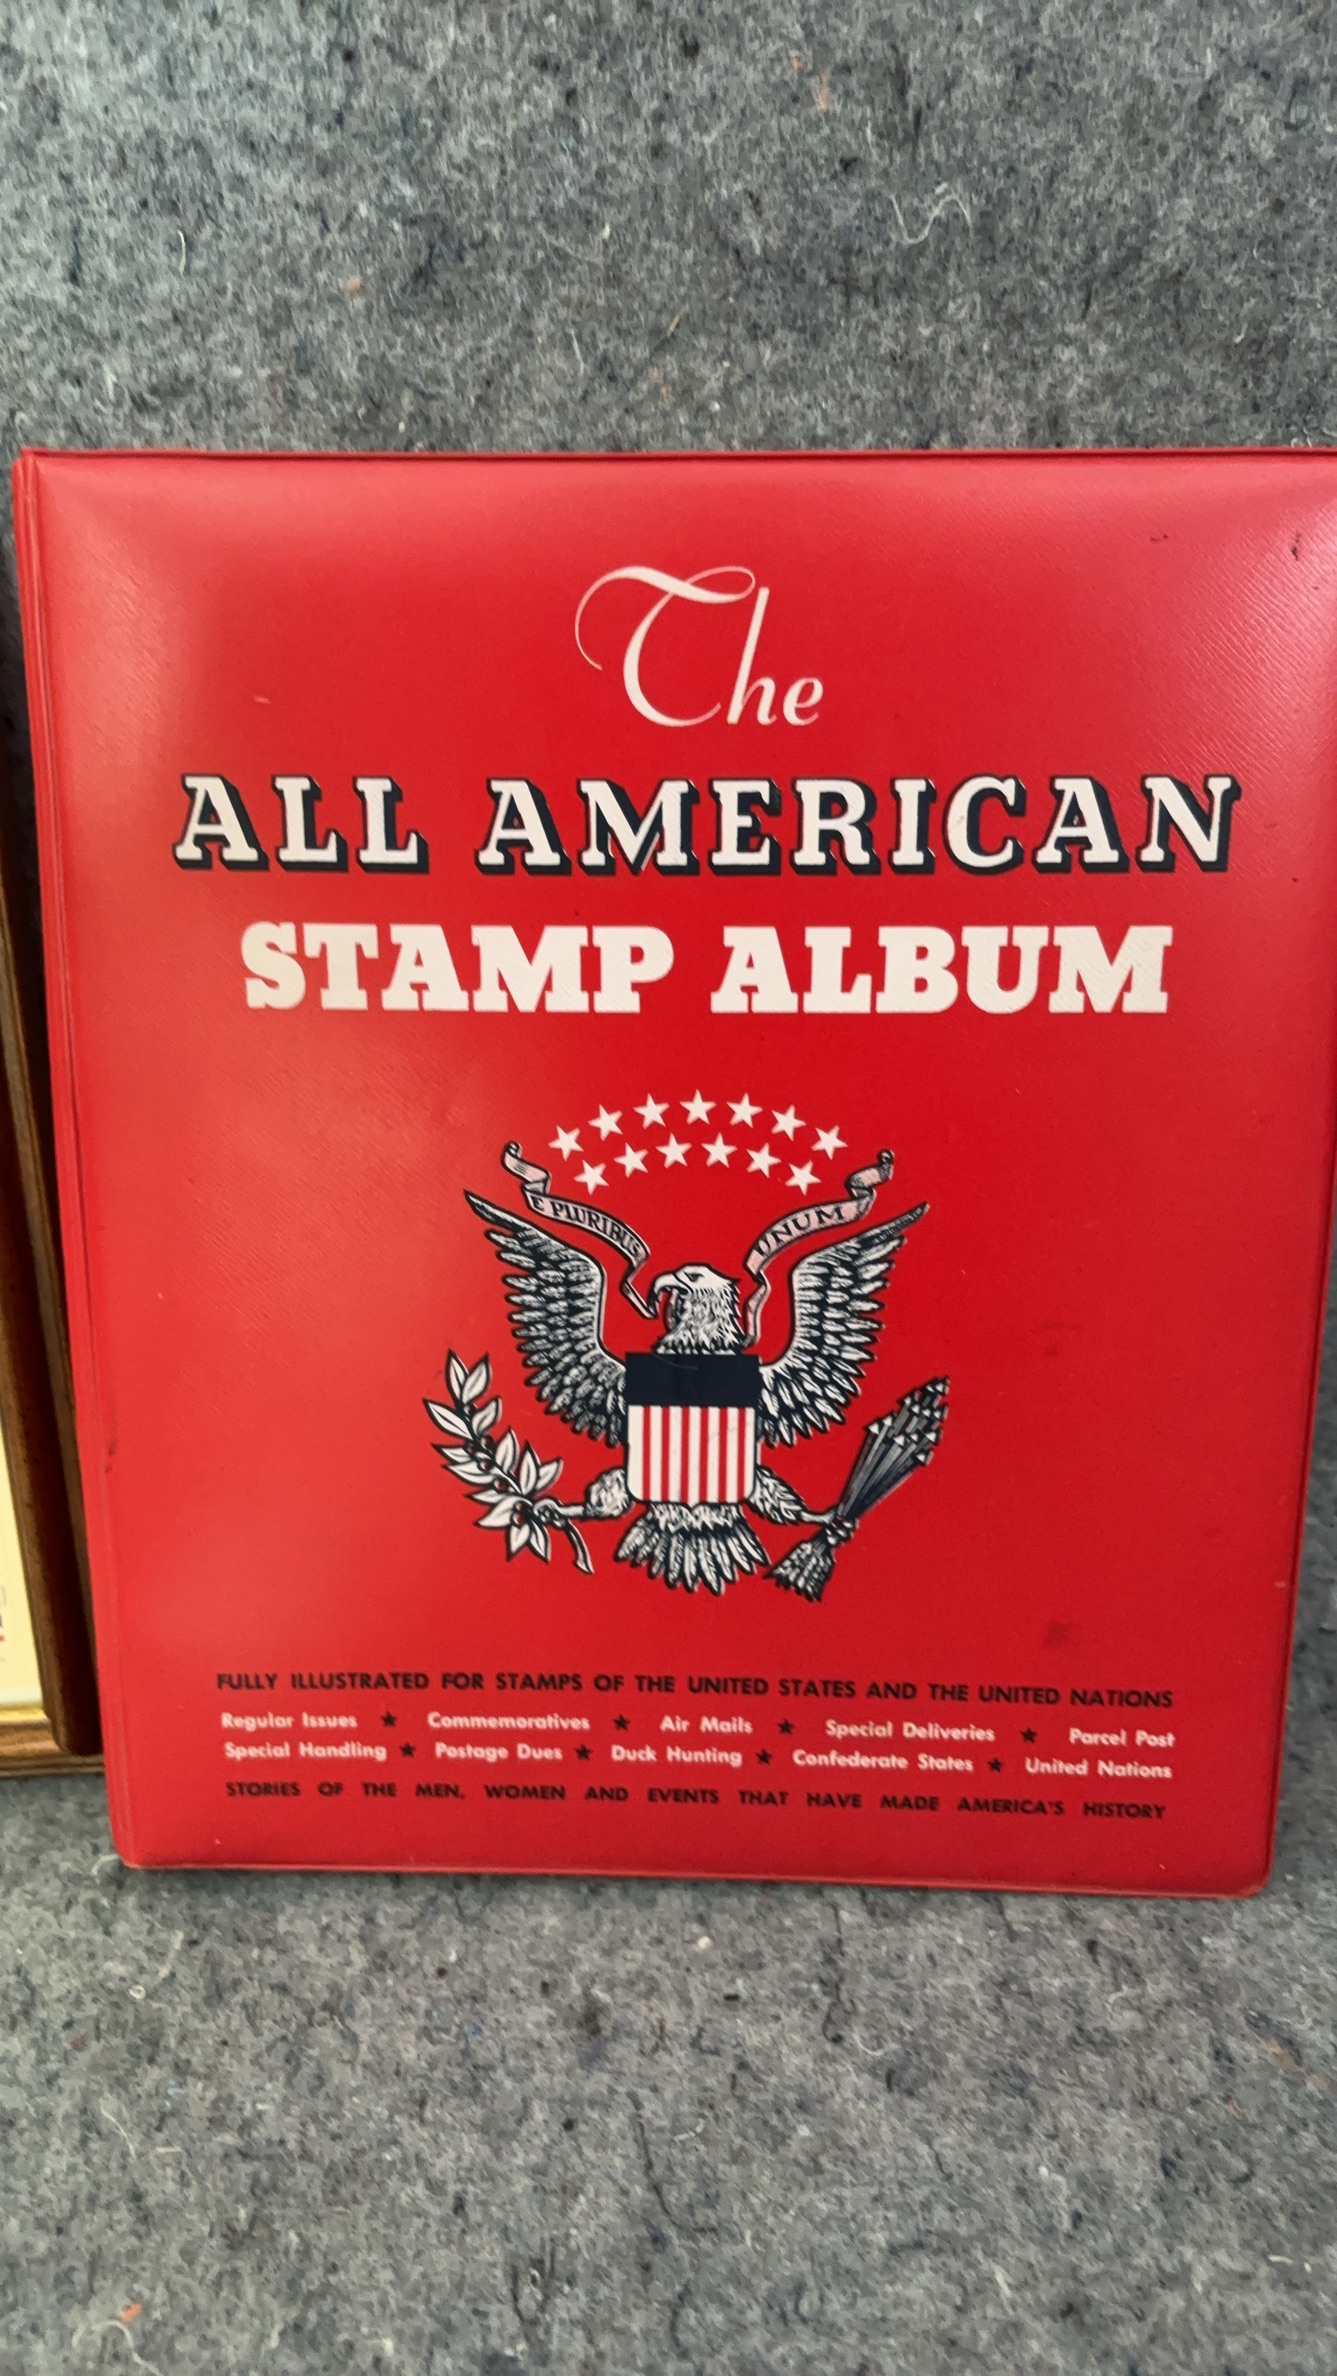 The
ALL AMERICAN
STAMP ALBUM
E PLURIBUS UNUM
FULLY ILLUSTRATED FOR STAMPS OF THE UNITED STATES AND THE UNITED NATIONS
Regular Issues ★ Commemoratives ★ Air Mails ★ Special Deliveries ★ Parcel Post
Special Handling ★ Postage Dues ★ Duck Hunting ★ Confederate States ★ United Nations
STORIES OF THE MEN, WOMEN AND EVENTS THAT HAVE MADE AMERICA'S HISTORY